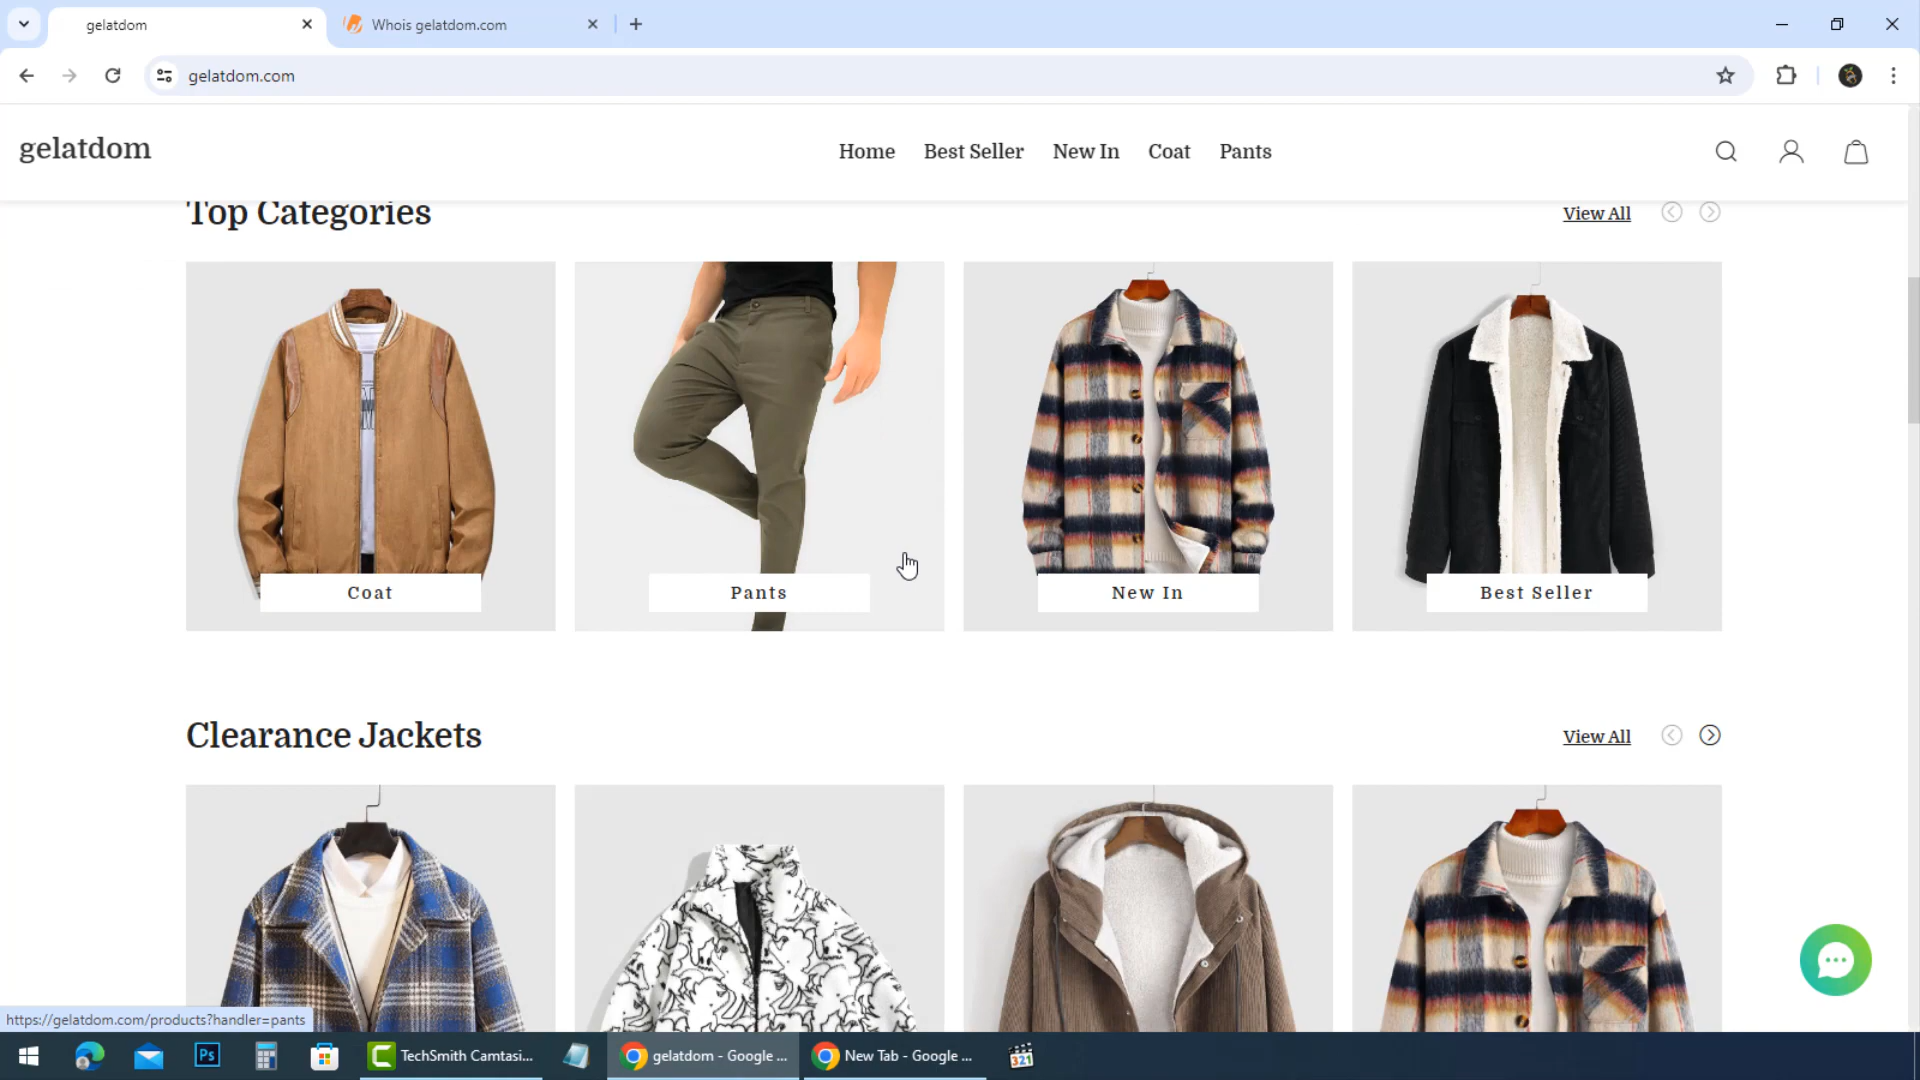 gelatdom
Whois gelatdom.com
gelatdom.com
gelatdom
Home
Best Seller
New In
Coat
Pants
Top Categories
View All
Coat
Pants
New In
Best Seller
Clearance Jackets
View All
https://gelatdom.com/products?handler=pants
Ps
TechSmith Camtasi...
gelatdom - Google ...
New Tab - Google ...
321